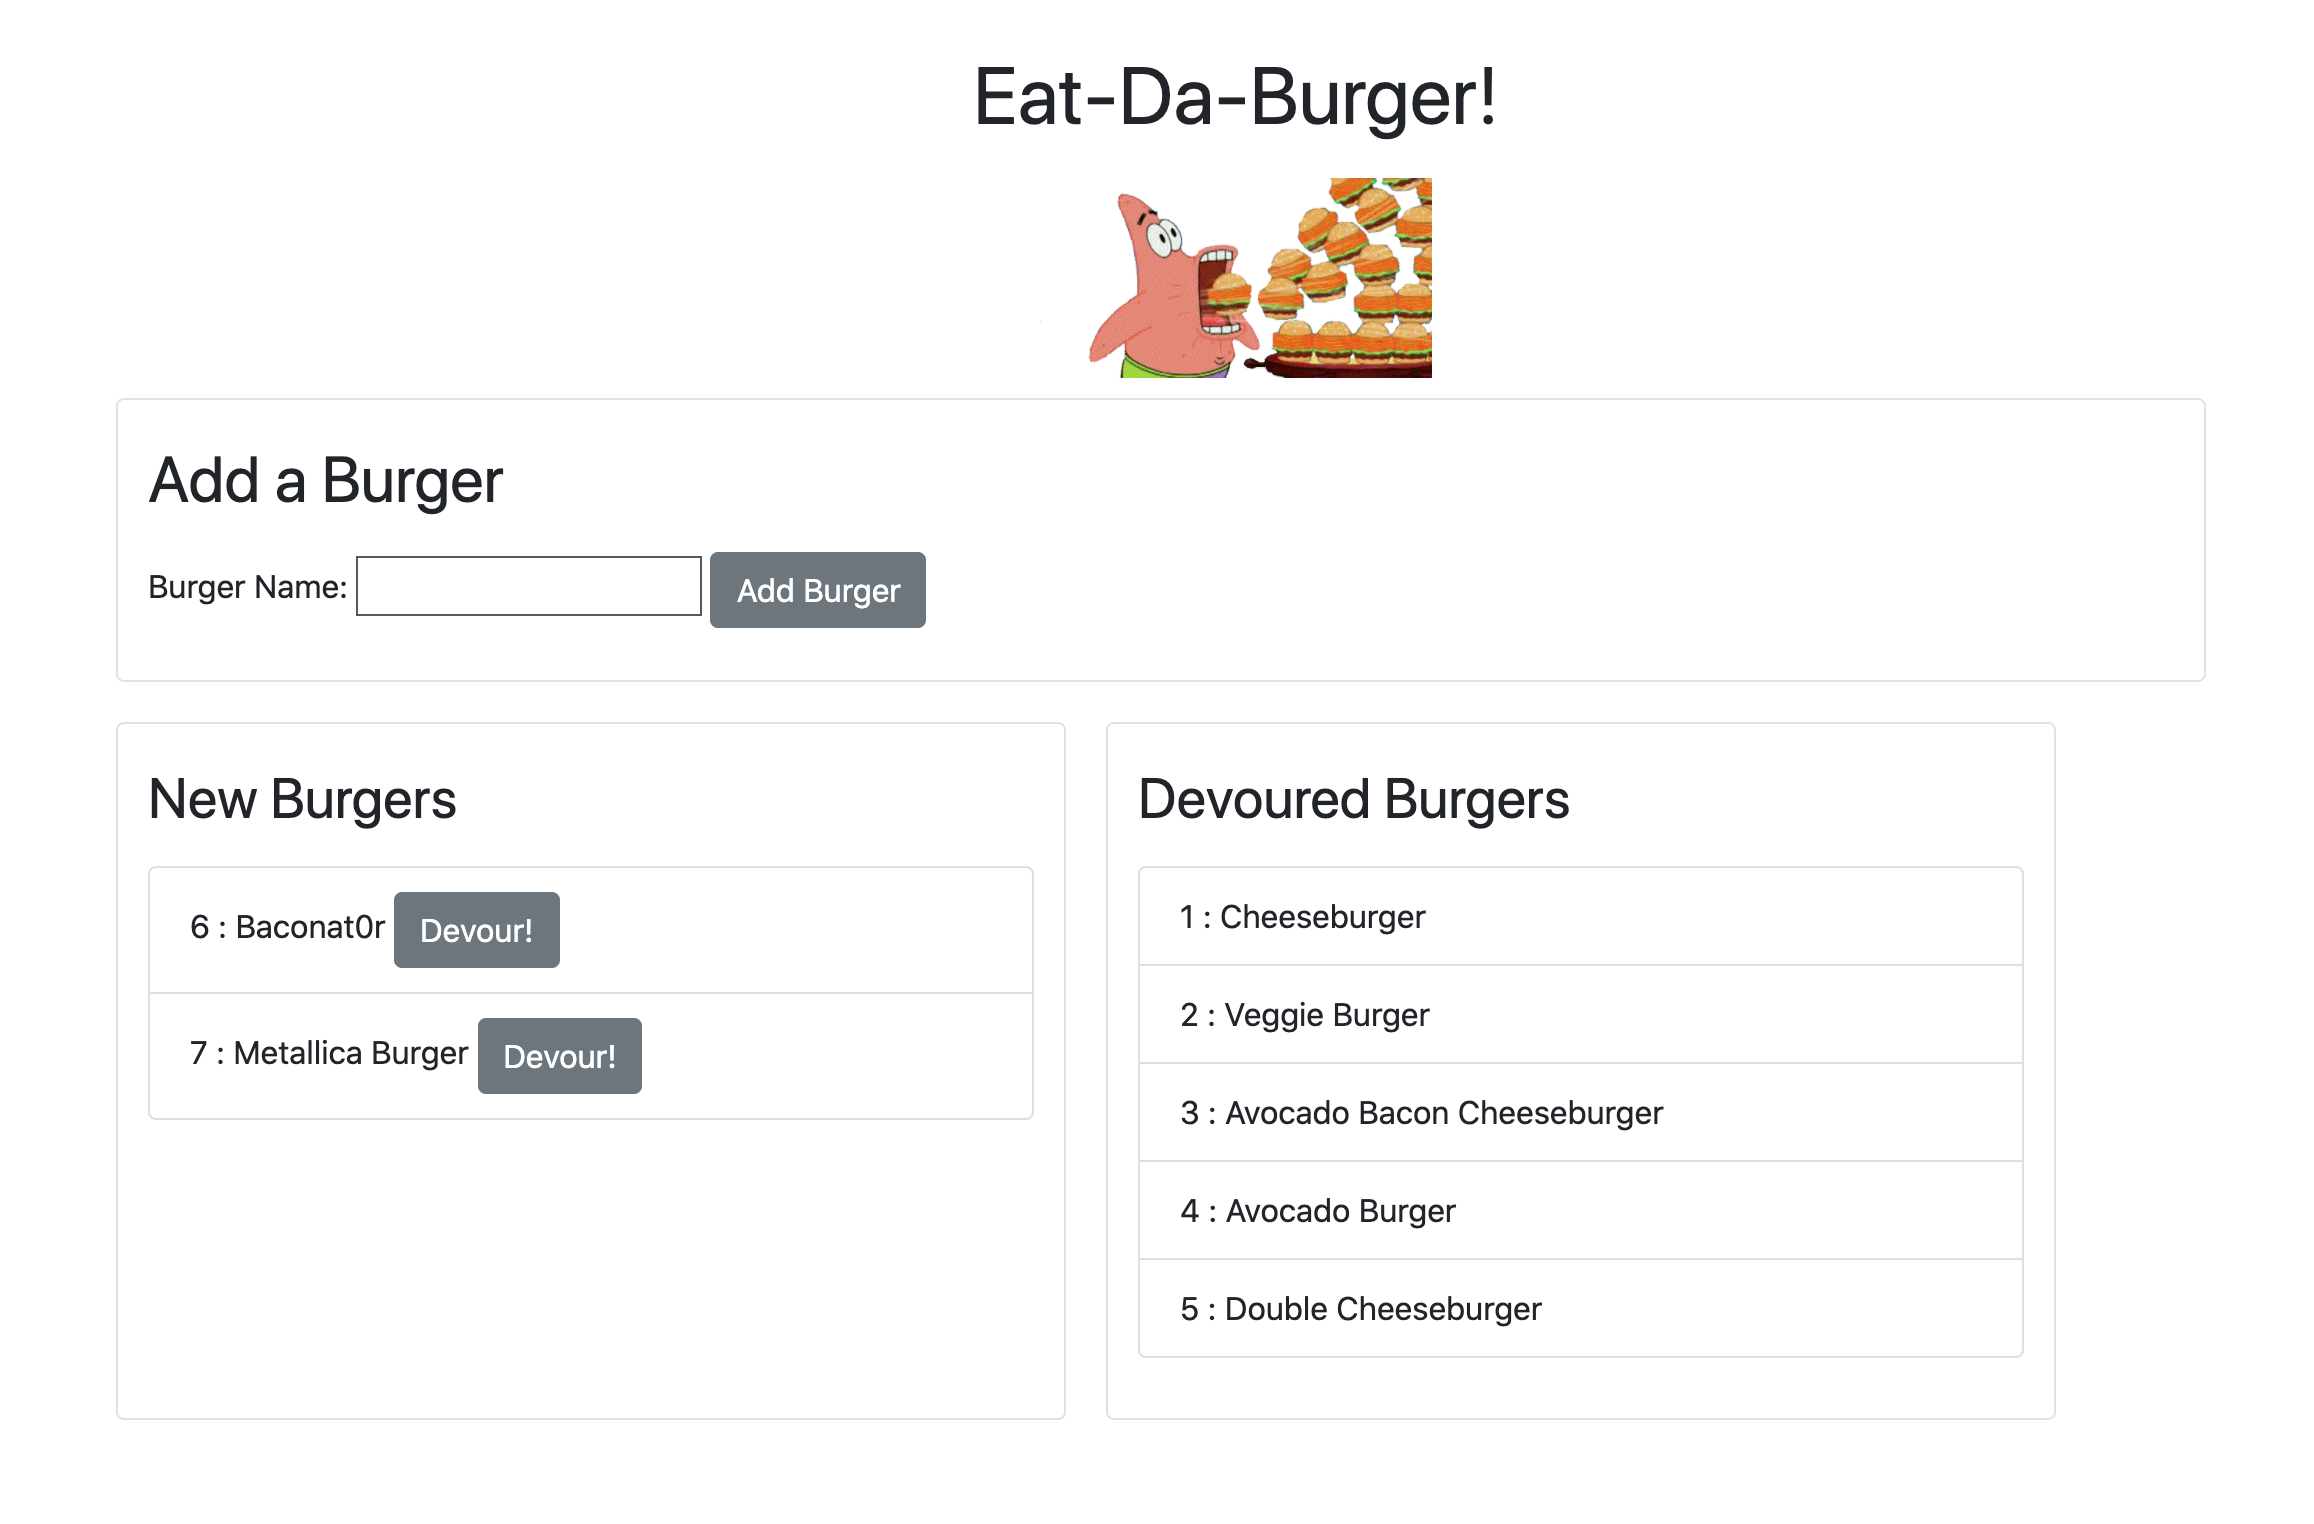 Eat-Da-Burger!
Add a Burger
Burger Name: Add Burger
New Burgers
6 : Baconat0r Devour!
7 : Metallica Burger Devour!
Devoured Burgers
1 : Cheeseburger
2 : Veggie Burger
3 : Avocado Bacon Cheeseburger
4 : Avocado Burger
5 : Double Cheeseburger